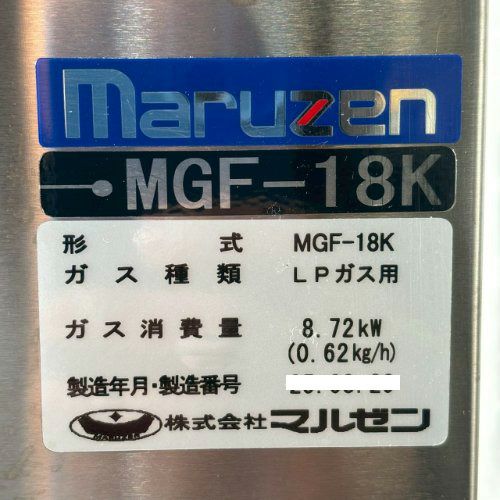 maruzen
MGF-18K
形式 MGF-18K
ガス種類 LPガス用
ガス消費量 8.72kW
(0.62kg/h)
製造年月・製造番号
MARUZEN 株式会社マルゼン